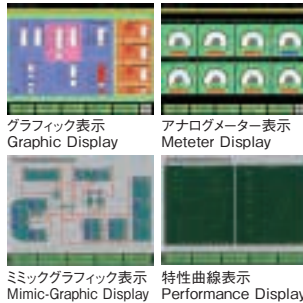 グラフィック表示
Graphic Display
アナログメーター表示
Meteter Display
ミミックグラフィック表示
Mimic-Graphic Display
特性曲線表示
Performance Display